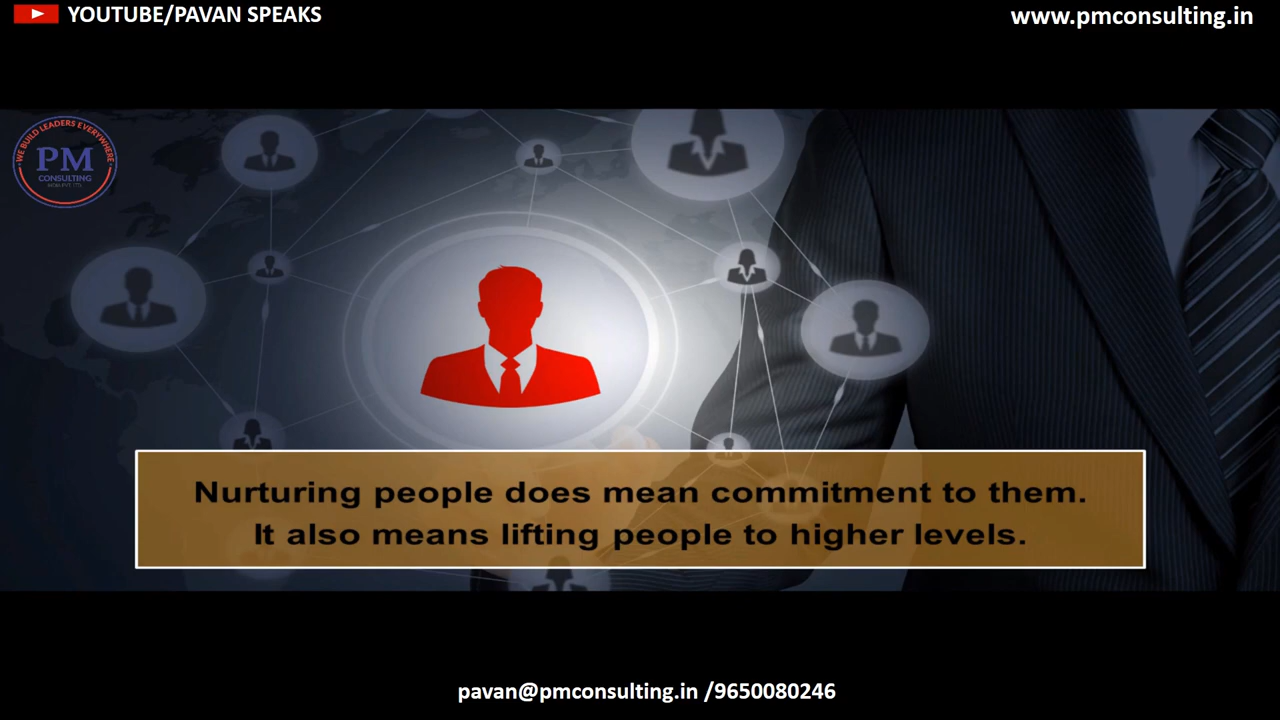 YOUTUBE/PAVAN SPEAKS
www.pmconsulting.in
WE BUILD LEADERS EVERYWHERE
PM
CONSULTING
Nurturing people does mean commitment to them.
It also means lifting people to higher levels.
pavan@pmconsulting.in /9650080246